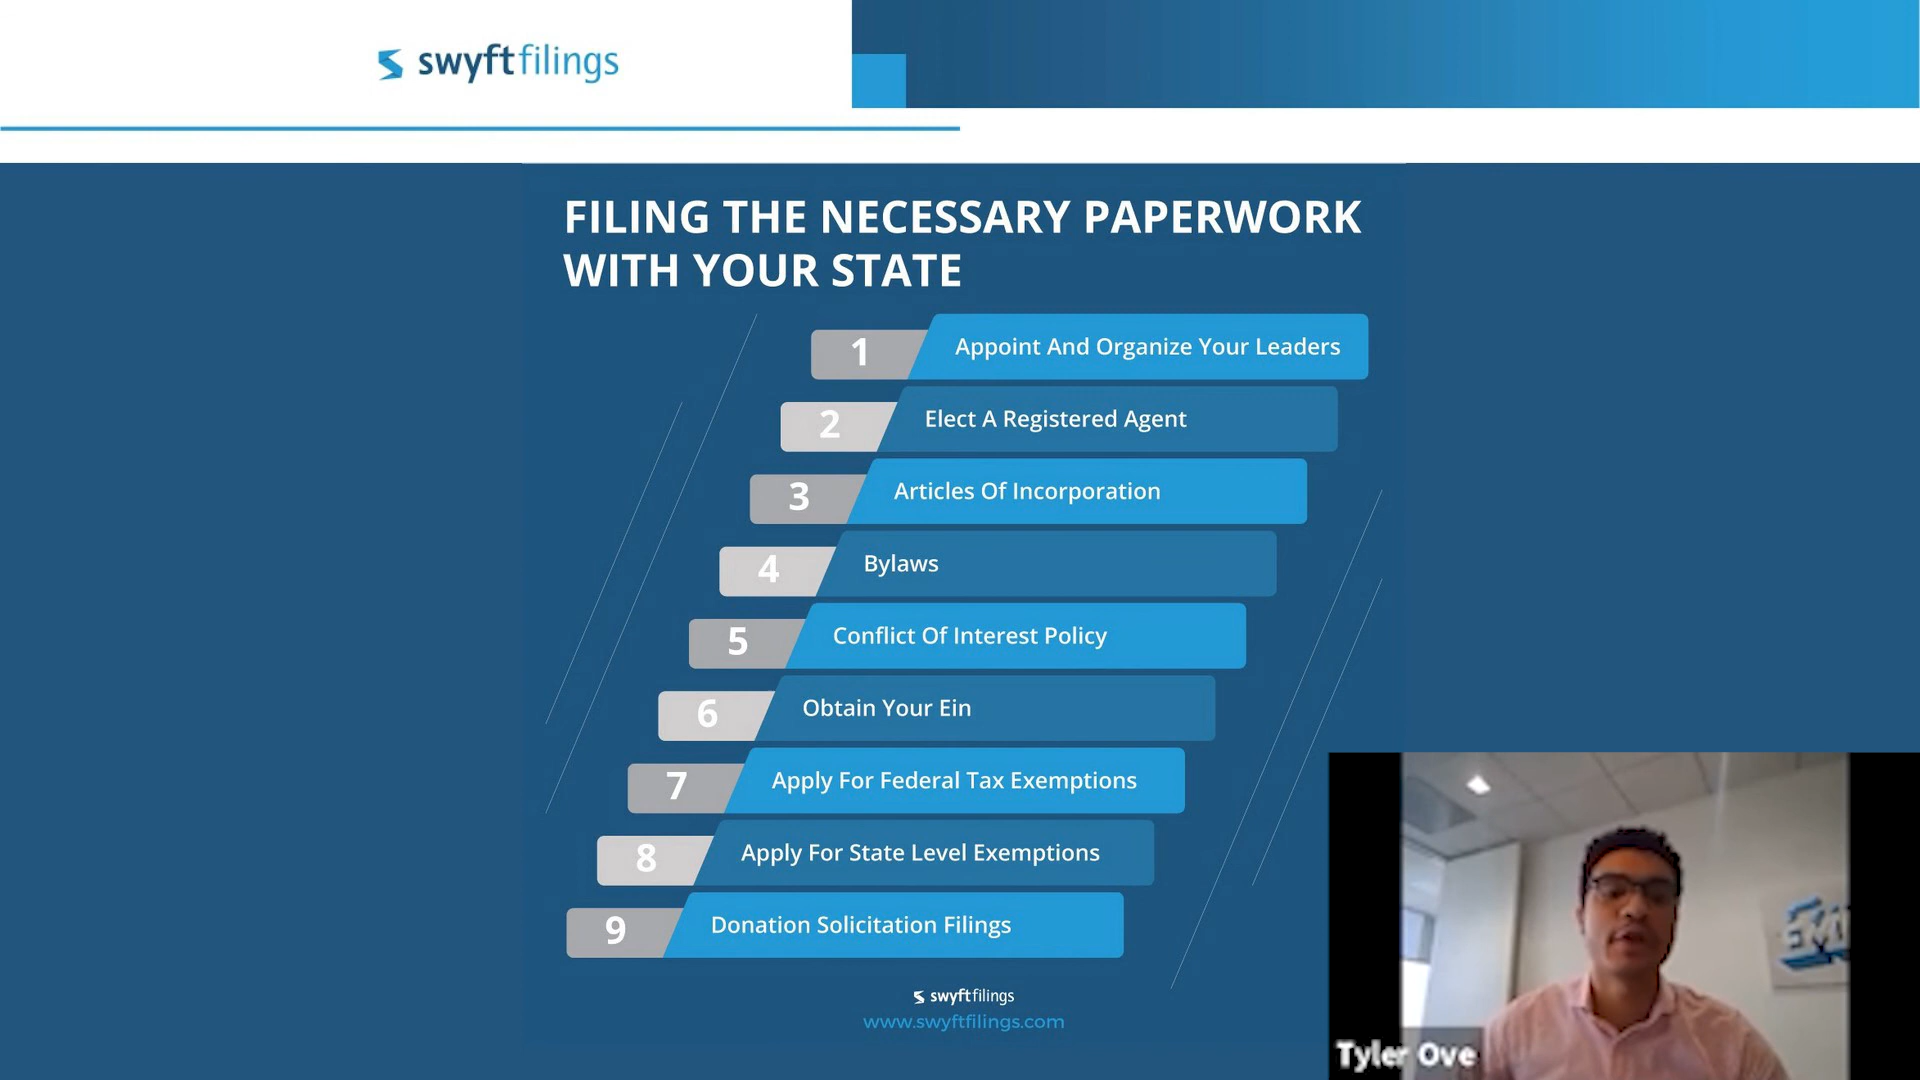 swyftfilings
FILING THE NECESSARY PAPERWORK
WITH YOUR STATE
1 Appoint And Organize Your Leaders
2 Elect A Registered Agent
3 Articles Of Incorporation
4 Bylaws
5 Conflict Of Interest Policy
6 Obtain Your Ein
7 Apply For Federal Tax Exemptions
8 Apply For State Level Exemptions
9 Donation Solicitation Filings
swyftfilings
www.swyftfilings.com
Tyler Ove